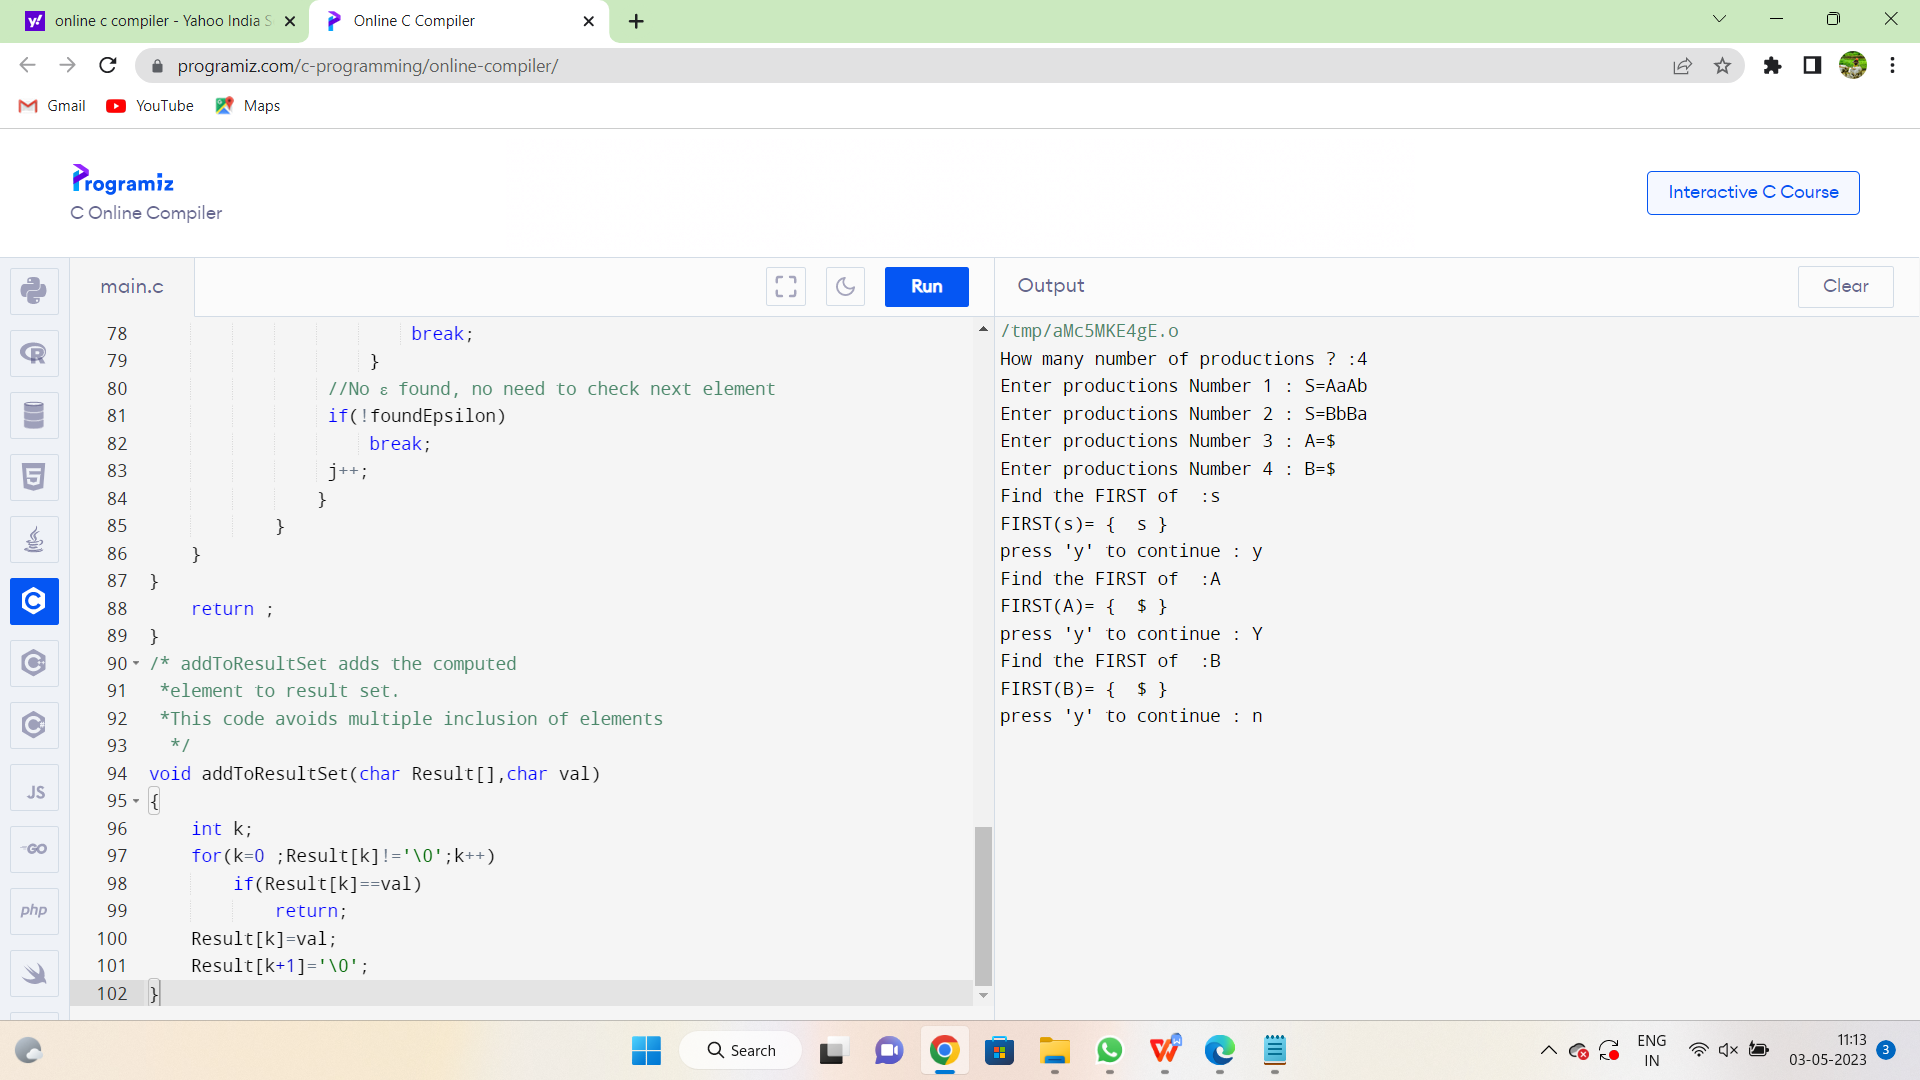 online c compiler - Yahoo India S
Online C Compiler
programiz.com/c-programming/online-compiler/
Gmail
YouTube
Maps
Programiz
C Online Compiler
Interactive C Course
main.c
Run
Output
Clear
78 break;
79 }
80 //No ε found, no need to check next element
81 if(!foundEpsilon)
82 break;
83 j++;
84 }
85 }
86 }
87 }
88 return ;
89 }
90 /* addToResultSet adds the computed
91 *element to result set.
92 *This code avoids multiple inclusion of elements
93 */
94 void addToResultSet(char Result[],char val)
95 {
96 int k;
97 for(k=0 ;Result[k]!='\0';k++)
98 if(Result[k]==val)
99 return;
100 Result[k]=val;
101 Result[k+1]='\0';
102 }
/tmp/aMc5MKE4gE.o
How many number of productions ? :4
Enter productions Number 1 : S=AaAb
Enter productions Number 2 : S=BbBa
Enter productions Number 3 : A=$
Enter productions Number 4 : B=$
Find the FIRST of  :s
FIRST(s)= {  s }
press 'y' to continue : y
Find the FIRST of  :A
FIRST(A)= {  $ }
press 'y' to continue : Y
Find the FIRST of  :B
FIRST(B)= {  $ }
press 'y' to continue : n
JS
GO
php
Search
ENG
IN
11:13
03-05-2023
3